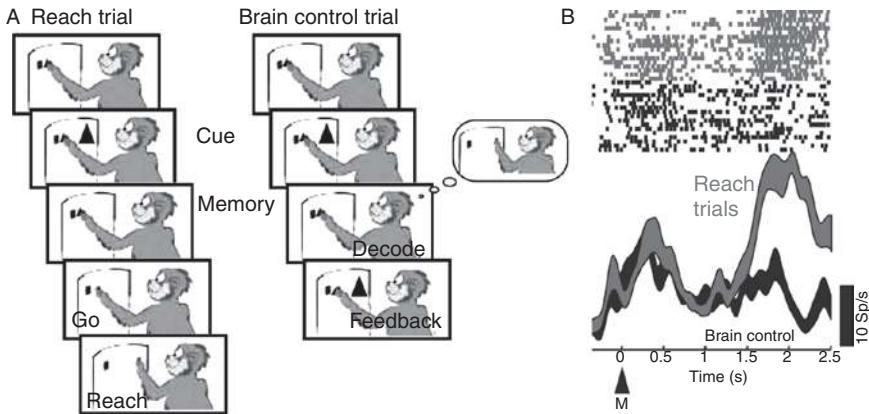 A Reach trial
Brain control trial
Cue
Memory
Decode
Go
Feedback
Reach
B
Reach
trials
10 Sp/s
Brain control
0 0.5 1 1.5 2 2.5
Time (s)
M